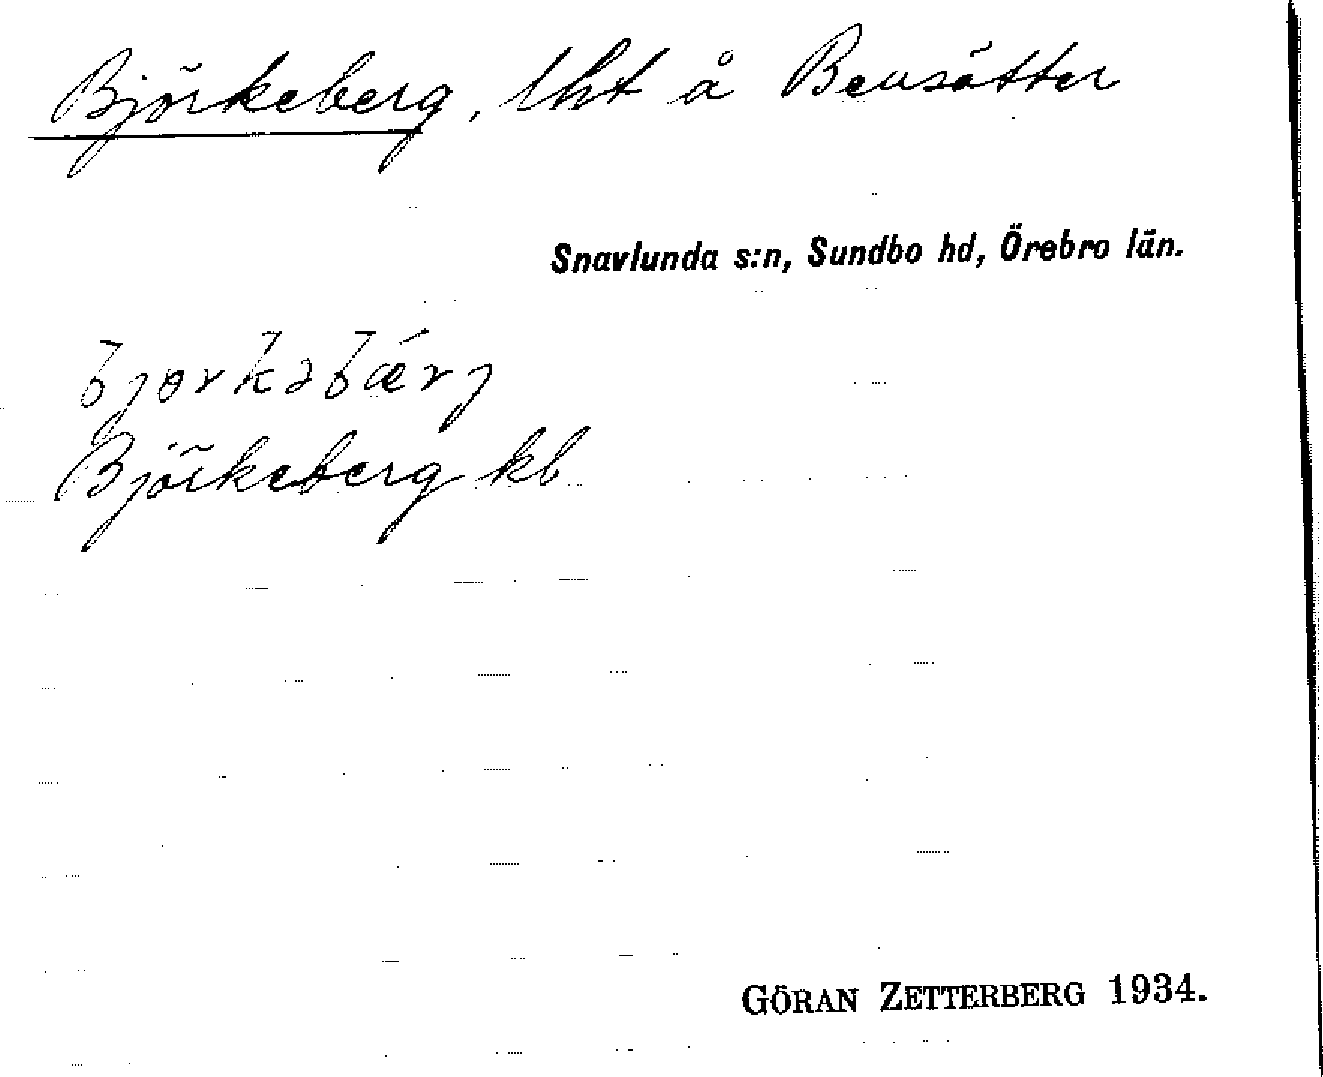 Björkeberg, lht å Bensätter
Snavlunda s:n, Sundbo hd, Örebro län.
bjørkəbærj
Björkeberg kb
GÖRAN ZETTERBERG 1934.